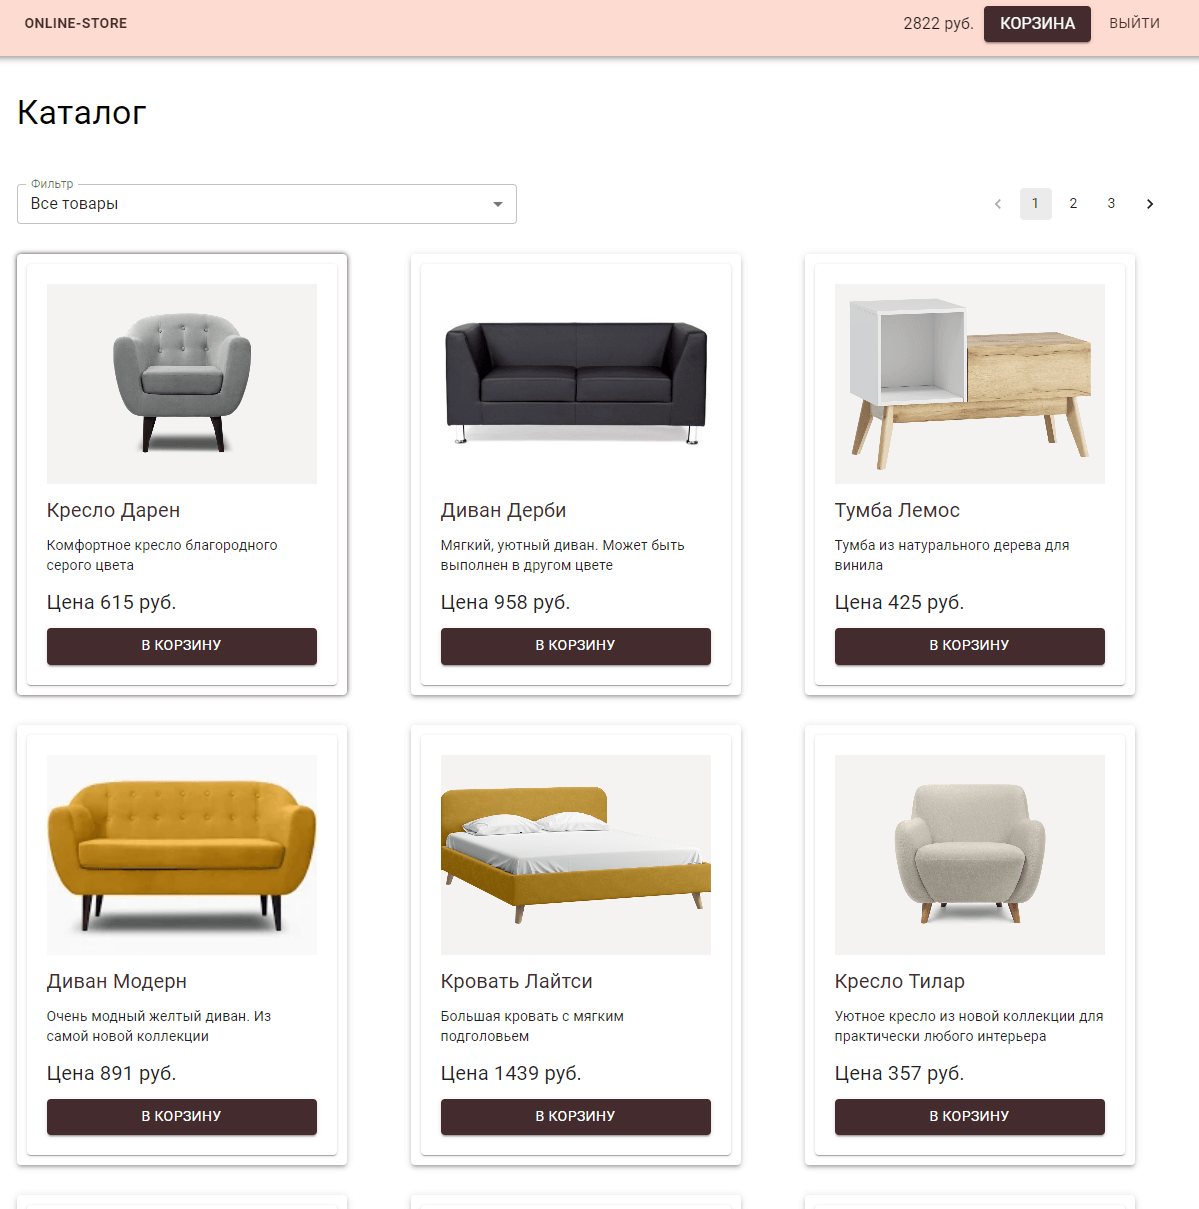 ONLINE-STORE
2822 руб.
КОРЗИНА
ВЫЙТИ
Каталог
Фильтр
Все товары
1 2 3
Кресло Дарен
Комфортное кресло благородного
серого цвета
Цена 615 руб.
В КОРЗИНУ
Диван Дерби
Мягкий, уютный диван. Может быть
выполнен в другом цвете
Цена 958 руб.
В КОРЗИНУ
Тумба Лемос
Тумба из натурального дерева для
винила
Цена 425 руб.
В КОРЗИНУ
Диван Модерн
Очень модный желтый диван. Из
самой новой коллекции
Цена 891 руб.
В КОРЗИНУ
Кровать Лайтси
Большая кровать с мягким
подголовьем
Цена 1439 руб.
В КОРЗИНУ
Кресло Тилар
Уютное кресло из новой коллекции для
практически любого интерьера
Цена 357 руб.
В КОРЗИНУ